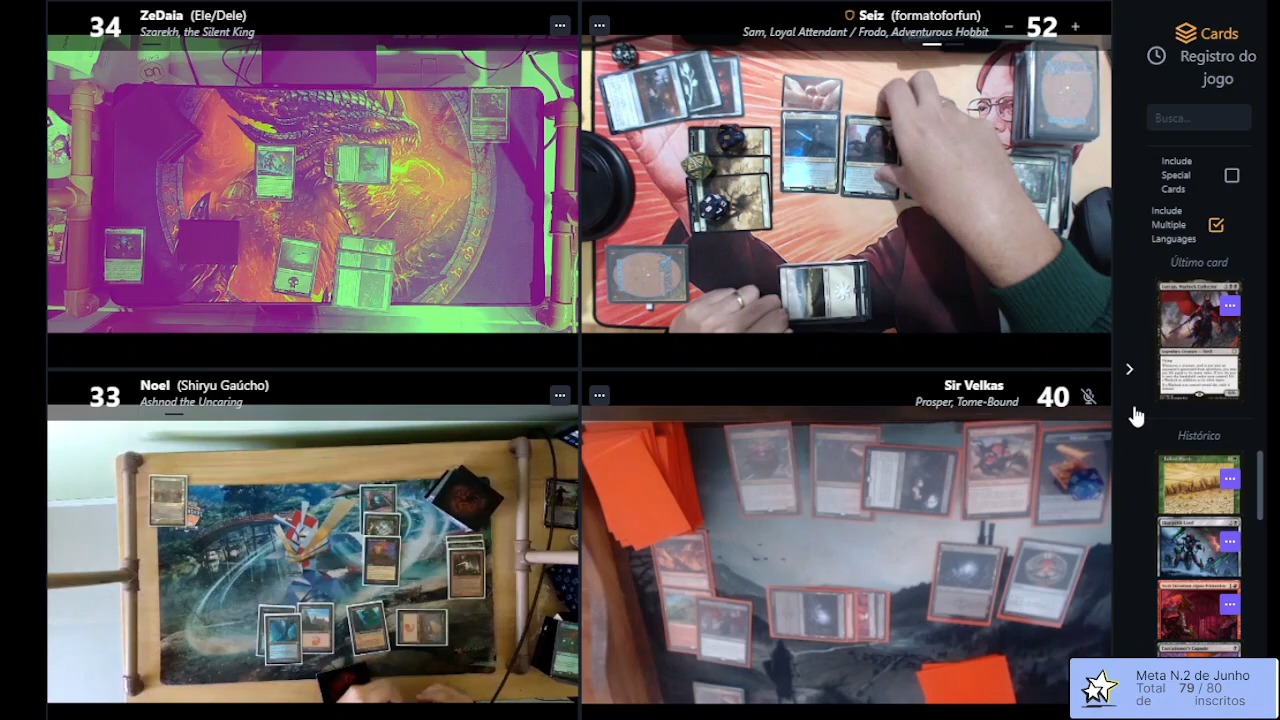 34
ZeDaia (Ele/Dele)
Szarekh, the Silent King
Seiz (formatoforfun)
Sam, Loyal Attendant / Frodo, Adventurous Hobbit
52
Cards
Registro do
jogo
Busca...
Include
Special
Cards
Include
Multiple
Languages
Último card
33
Noel (Shiryu Gaúcho)
Ashnod the Uncaring
Sir Velkas
Prosper, Tome-Bound
40
Histórico
Meta N.2 de Junho
Total 79 / 80
de inscritos